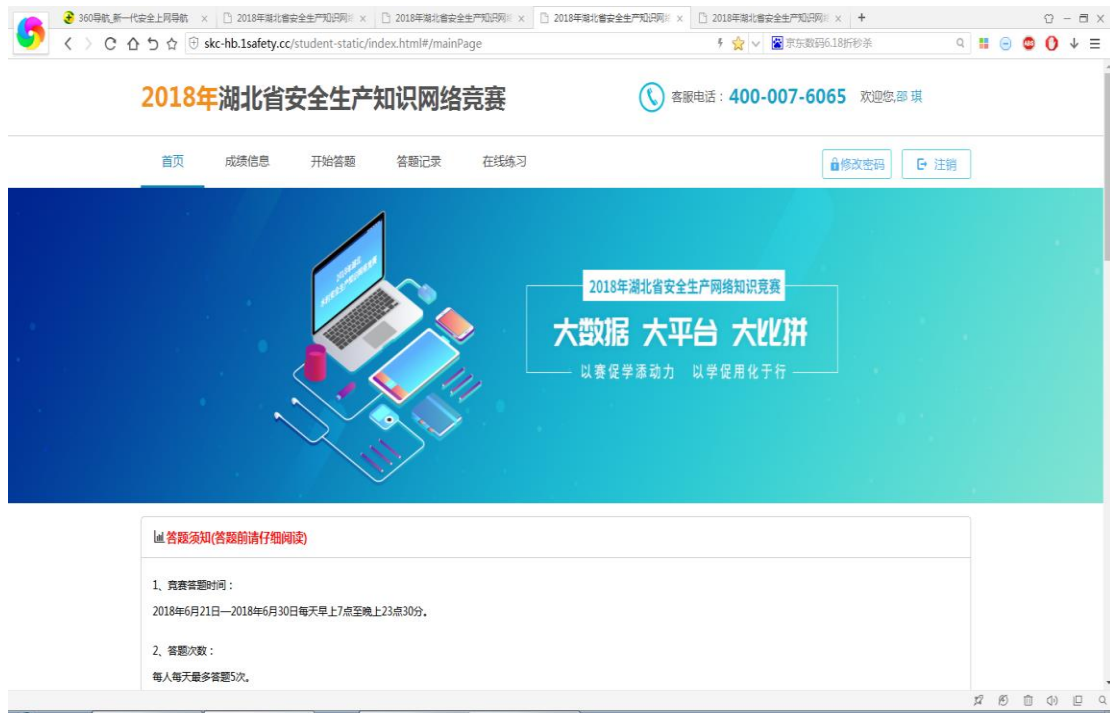 360导航_新一代安全上网导航
2018年湖北省安全生产知识网
2018年湖北省安全生产知识网
2018年湖北省安全生产知识网
2018年湖北省安全生产知识网
skc-hb.1safety.cc/student-static/index.html#/mainPage
京东数码6.18折秒杀
2018年湖北省安全生产知识网络竞赛
客服电话：400-007-6065 欢迎您,邵 琪
首页 成绩信息 开始答题 答题记录 在线练习
修改密码 注销
2018年湖北省安全生产网络知识竞赛
大数据 大平台 大比拼
以赛促学添动力 以学促用化于行
答题须知(答题前请仔细阅读)
1、竞赛答题时间：
2018年6月21日—2018年6月30日每天早上7点至晚上23点30分。
2、答题次数：
每人每天最多答题5次。